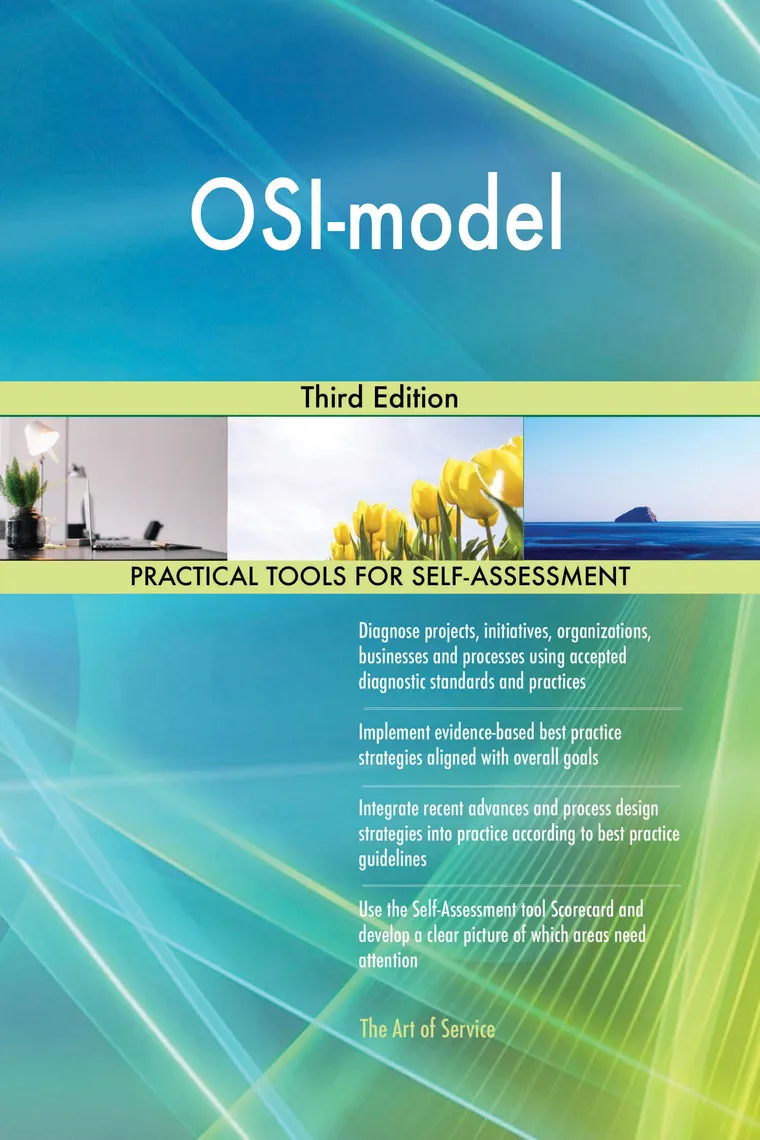 OSI-model
Third Edition
PRACTICAL TOOLS FOR SELF-ASSESSMENT
Diagnose projects, initiatives, organizations,
businesses and processes using accepted
diagnostic standards and practices
Implement evidence-based best practice
strategies aligned with overall goals
Integrate recent advances and process design
strategies into practice according to best practice
guidelines
Use the Self-Assessment tool Scorecard and
develop a clear picture of which areas need
attention
The Art of Service